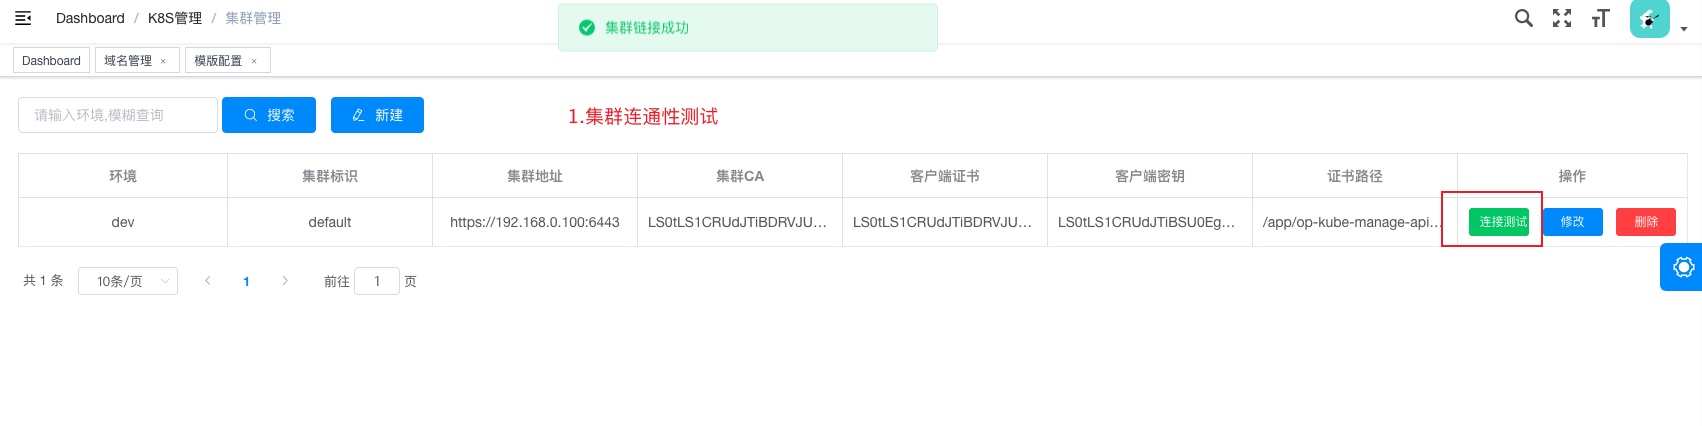 Dashboard / K8S管理 / 集群管理
集群链接成功
Dashboard 域名管理 × 模版配置 ×
请输入环境,模糊查询 搜索 新建
1.集群连通性测试
环境 集群标识 集群地址 集群CA 客户端证书 客户端密钥 证书路径 操作
dev default https://192.168.0.100:6443 LS0tLS1CRUdJTiBDRVJU... LS0tLS1CRUdJTiBDRVJU... LS0tLS1CRUdJTiBSU0Eg... /app/op-kube-manage-api... 连接测试 修改 删除
共 1 条 10条/页 < 1 > 前往 1 页